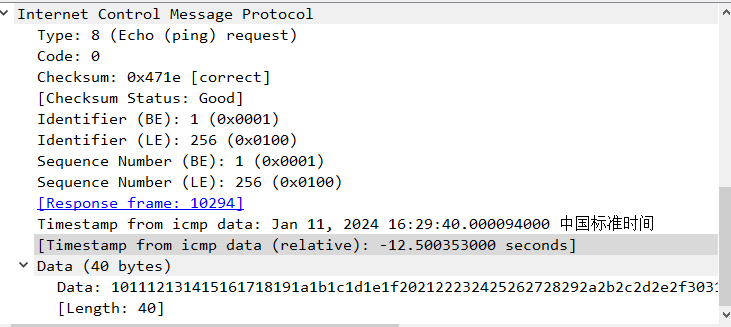 Internet Control Message Protocol
Type: 8 (Echo (ping) request)
Code: 0
Checksum: 0x471e [correct]
[Checksum Status: Good]
Identifier (BE): 1 (0x0001)
Identifier (LE): 256 (0x0100)
Sequence Number (BE): 1 (0x0001)
Sequence Number (LE): 256 (0x0100)
[Response frame: 10294]
Timestamp from icmp data: Jan 11, 2024 16:29:40.000094000 中国标准时间
[Timestamp from icmp data (relative): -12.500353000 seconds]
Data (40 bytes)
Data: 101112131415161718191a1b1c1d1e1f202122232425262728292a2b2c2d2e2f3031
[Length: 40]